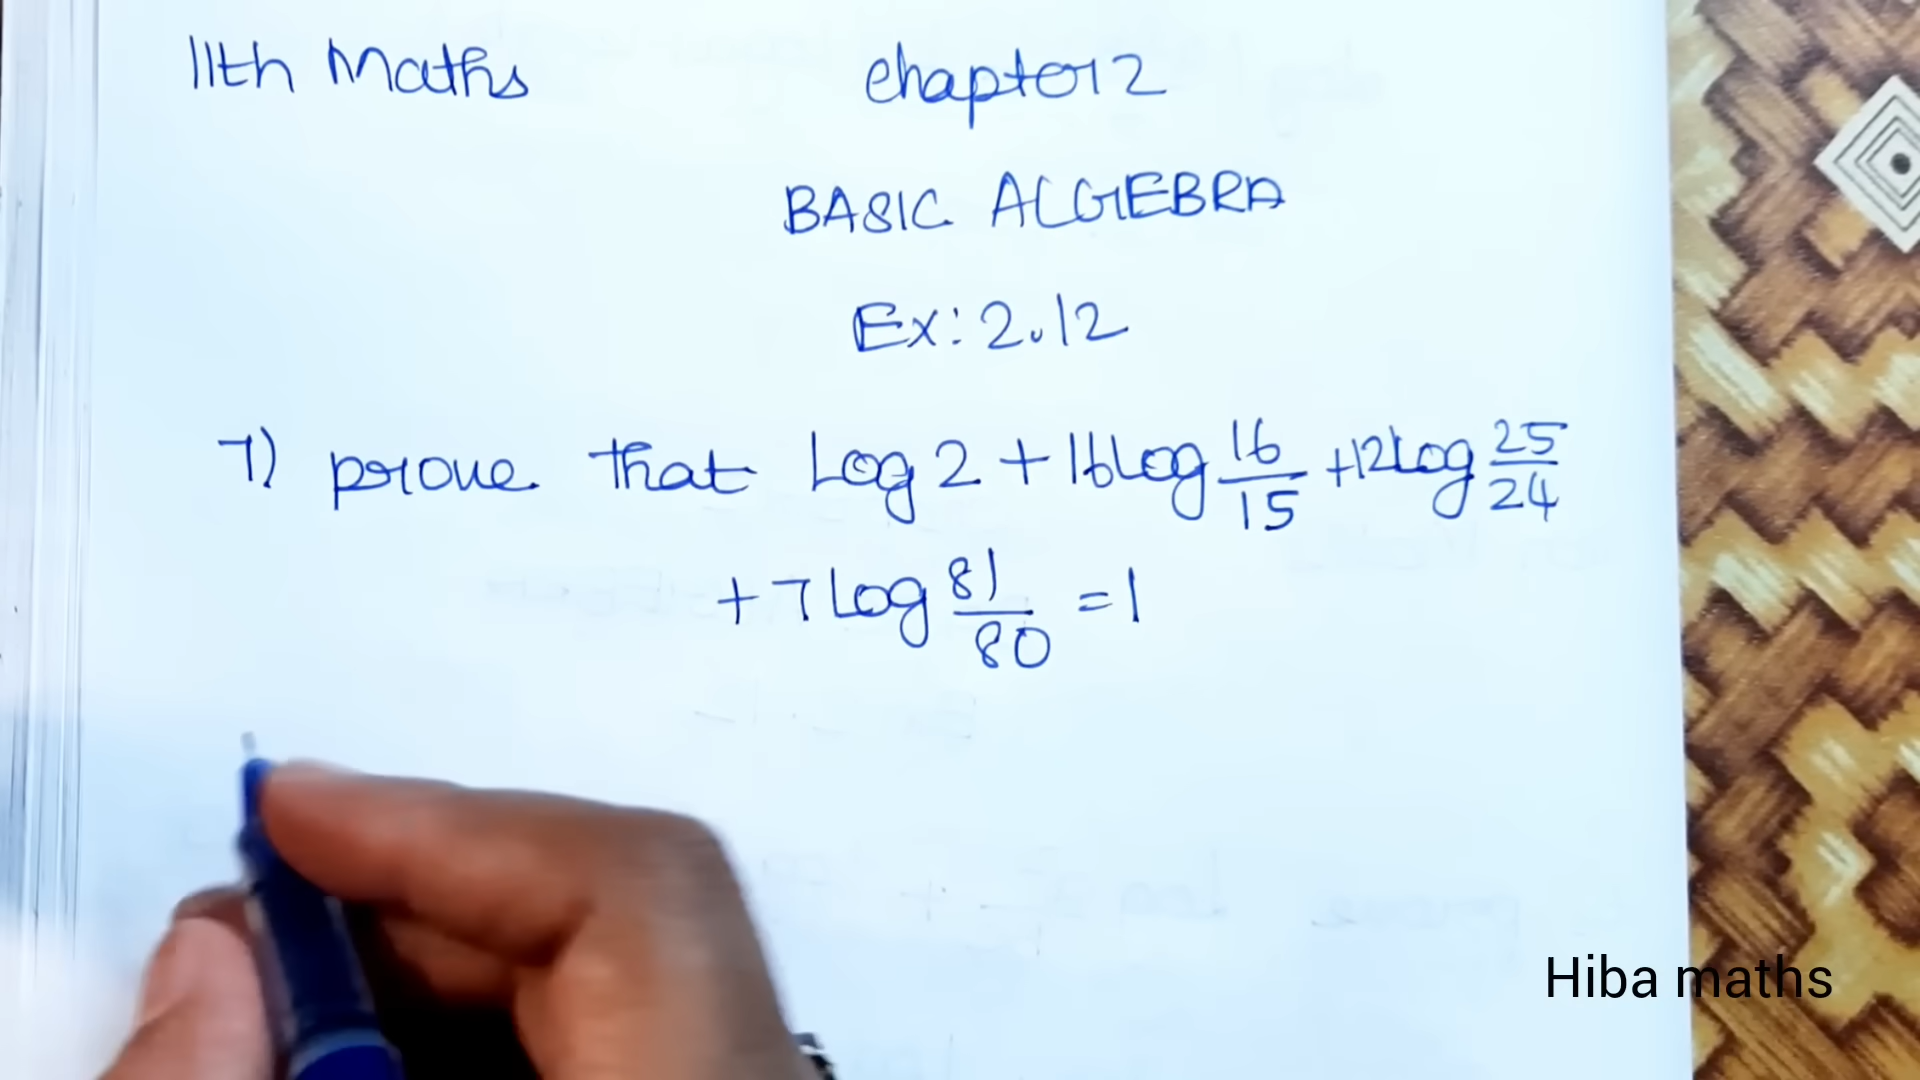 11th Maths chapter 2
BASIC ALGEBRA
Ex: 2.12
7) prove that Log 2 + 16 Log 16/15 + 12 Log 25/24
+ 7 Log 81/80 = 1
Hiba maths